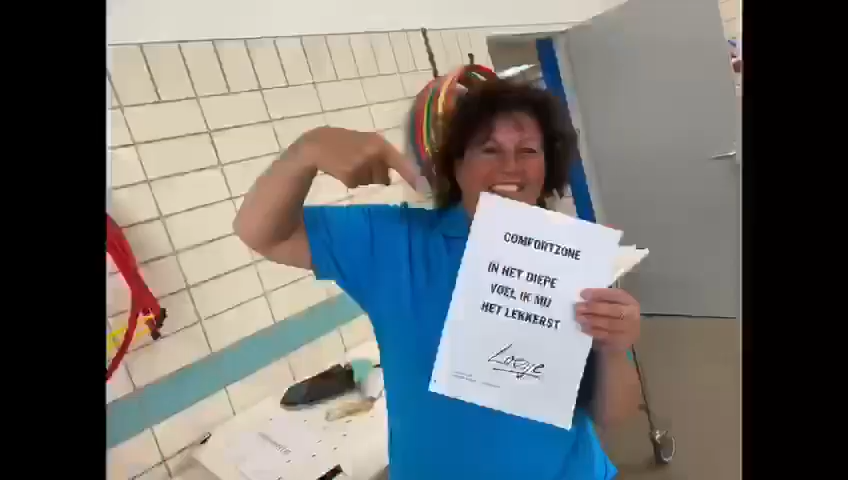 COMFORTZONE
IN HET DIEPE
VOEL IK MIJ
HET LEKKERST
Loesje